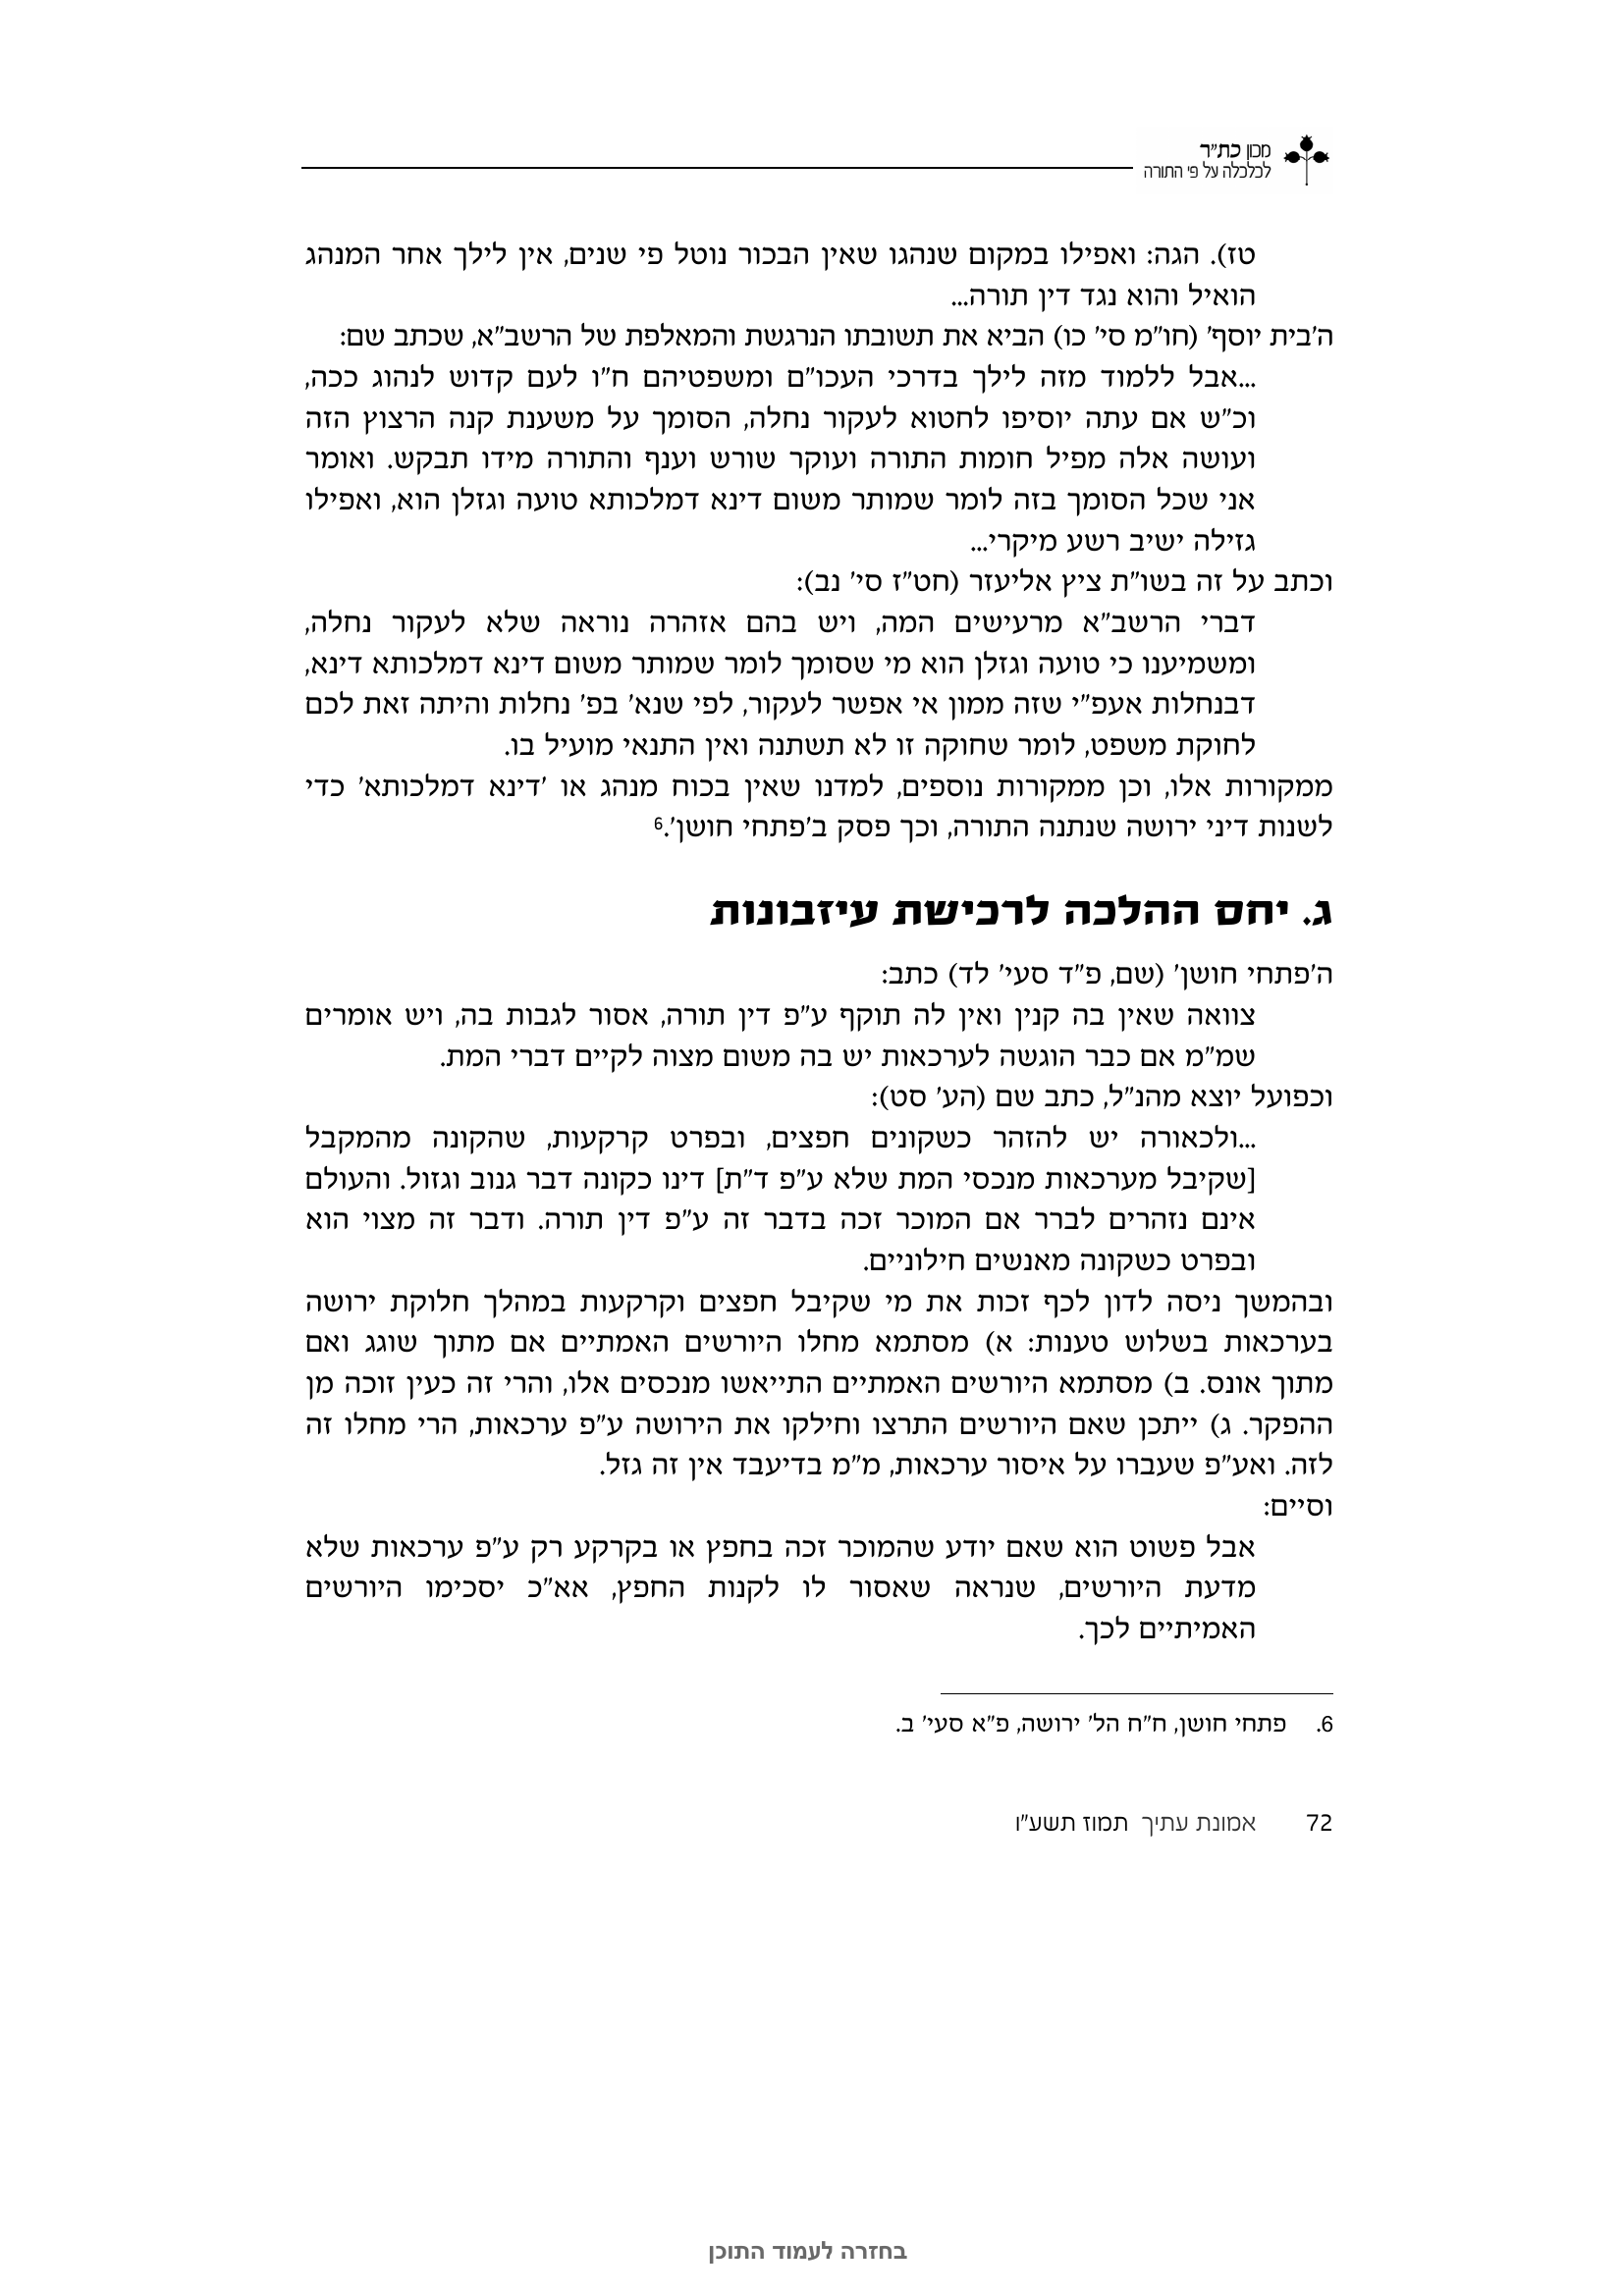 מכון כת"ר
לכלכלה על פי התורה
טז). הגה: ואפילו במקום שנהגו שאין הבכור נוטל פי שנים, אין לילך אחר המנהג
הואיל והוא נגד דין תורה...
ה'בית יוסף' (חו"מ סי' כו) הביא את תשובתו הנרגשת והמאלפת של הרשב"א, שכתב שם:
...אבל ללמוד מזה לילך בדרכי העכו"ם ומשפטיהם ח"ו לעם קדוש לנהוג ככה,
וכ"ש אם עתה יוסיפו לחטוא לעקור נחלה, הסומך על משענת קנה הרצוץ הזה
ועושה אלה מפיל חומות התורה ועוקר שורש וענף והתורה מידו תבקש. ואומר
אני שכל הסומך בזה לומר שמותר משום דינא דמלכותא טועה וגזלן הוא, ואפילו
גזילה ישיב רשע מיקרי...
וכתב על זה בשו"ת ציץ אליעזר (חט"ז סי' נב):
דברי הרשב"א מרעישים המה, ויש בהם אזהרה נוראה שלא לעקור נחלה,
ומשמיענו כי טועה וגזלן הוא מי שסומך לומר שמותר משום דינא דמלכותא דינא,
דבנחלות אעפ"י שזה ממון אי אפשר לעקור, לפי שנא' בפ' נחלות והיתה זאת לכם
לחוקת משפט, לומר שחוקה זו לא תשתנה ואין התנאי מועיל בו.
ממקורות אלו, וכן ממקורות נוספים, למדנו שאין בכוח מנהג או 'דינא דמלכותא' כדי
לשנות דיני ירושה שנתנה התורה, וכך פסק ב'פתחי חושן'.6
ג. יחס ההלכה לרכישת עיזבונות
ה'פתחי חושן' (שם, פ"ד סעי' לד) כתב:
צוואה שאין בה קנין ואין לה תוקף ע"פ דין תורה, אסור לגבות בה, ויש אומרים
שמ"מ אם כבר הוגשה לערכאות יש בה משום מצוה לקיים דברי המת.
וכפועל יוצא מהנ"ל, כתב שם (הע' סט):
...ולכאורה יש להזהר כשקונים חפצים, ובפרט קרקעות, שהקונה מהמקבל
[שקיבל מערכאות מנכסי המת שלא ע"פ ד"ת] דינו כקונה דבר גנוב וגזול. והעולם
אינם נזהרים לברר אם המוכר זכה בדבר זה ע"פ דין תורה. ודבר זה מצוי הוא
ובפרט כשקונה מאנשים חילוניים.
ובהמשך ניסה לדון לכף זכות את מי שקיבל חפצים וקרקעות במהלך חלוקת ירושה
בערכאות בשלוש טענות: א) מסתמא מחלו היורשים האמתיים אם מתוך שוגג ואם
מתוך אונס. ב) מסתמא היורשים האמתיים התייאשו מנכסים אלו, והרי זה כעין זוכה מן
ההפקר. ג) ייתכן שאם היורשים התרצו וחילקו את הירושה ע"פ ערכאות, הרי מחלו זה
לזה. ואע"פ שעברו על איסור ערכאות, מ"מ בדיעבד אין זה גזל.
וסיים:
אבל פשוט הוא שאם יודע שהמוכר זכה בחפץ או בקרקע רק ע"פ ערכאות שלא
מדעת היורשים, שנראה שאסור לו לקנות החפץ, אא"כ יסכימו היורשים
האמיתיים לכך.
6. פתחי חושן, ח"ח הל' ירושה, פ"א סעי' ב.
72 אמונת עתיך תמוז תשע"ו
בחזרה לעמוד התוכן